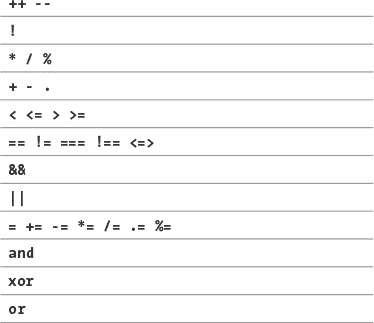 ++ --
!
* / %
+ - .
< <= > >=
== != === !== <=>
&&
||
= += -= *= /= .= %=
and
xor
or